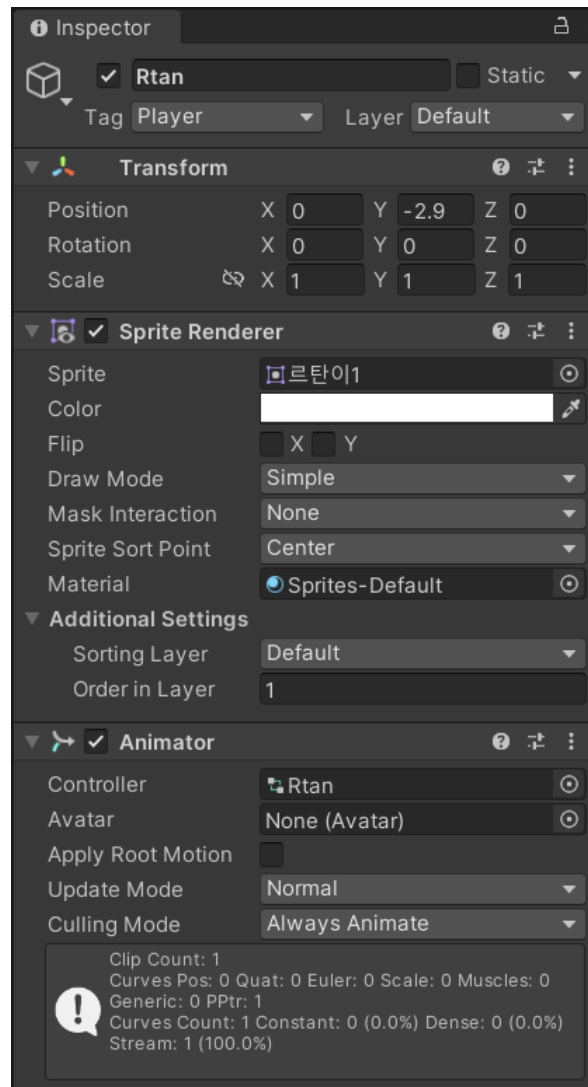 Inspector
Rtan Static
Tag Player Layer Default
Transform
Position X 0 Y -2.9 Z 0
Rotation X 0 Y 0 Z 0
Scale X 1 Y 1 Z 1
Sprite Renderer
Sprite 르탄이1
Color
Flip X Y
Draw Mode Simple
Mask Interaction None
Sprite Sort Point Center
Material Sprites-Default
Additional Settings
Sorting Layer Default
Order in Layer 1
Animator
Controller Rtan
Avatar None (Avatar)
Apply Root Motion
Update Mode Normal
Culling Mode Always Animate
Clip Count: 1
Curves Pos: 0 Quat: 0 Euler: 0 Scale: 0 Muscles: 0
Generic: 0 PPtr: 1
Curves Count: 1 Constant: 0 (0.0%) Dense: 0 (0.0%)
Stream: 1 (100.0%)